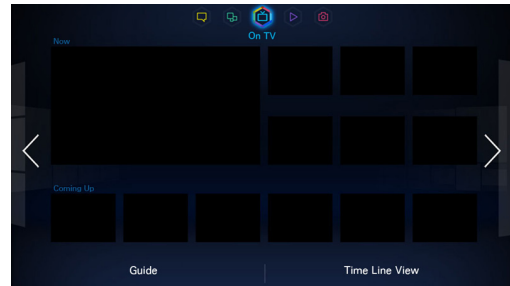 On TV
Now
Coming Up
Guide
Time Line View